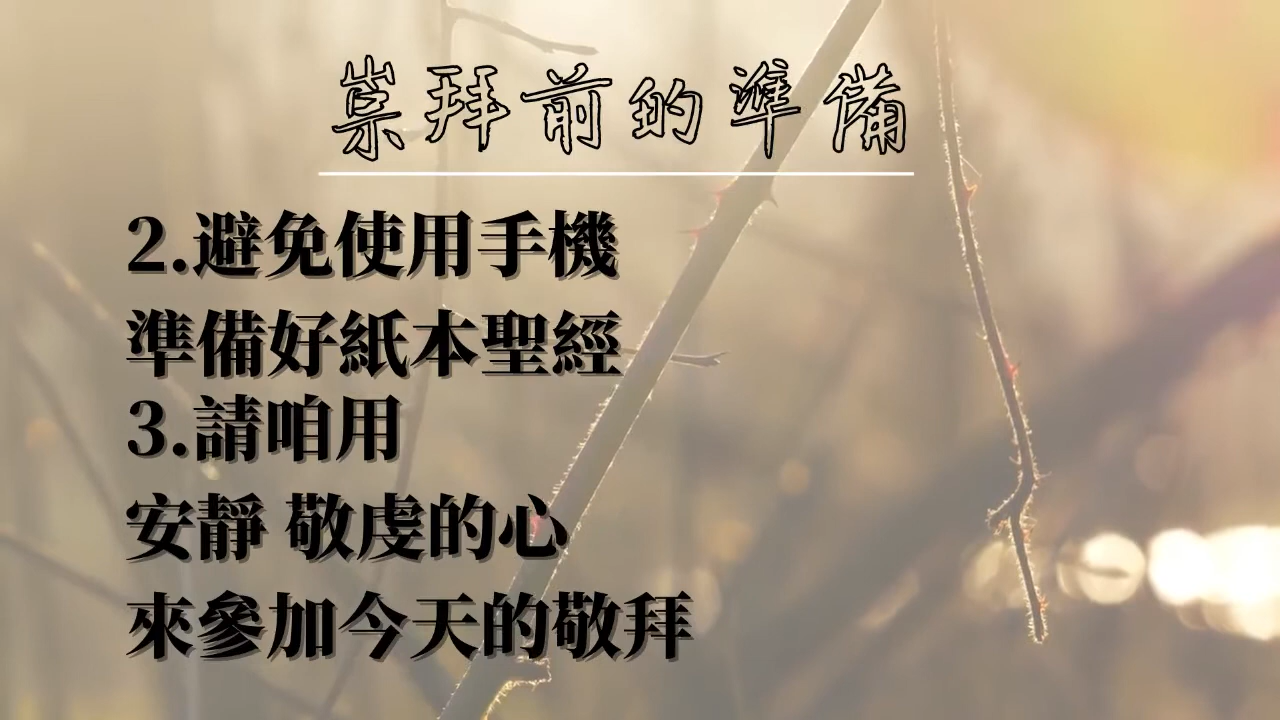 崇拜前的準備
2.避免使用手機
準備好紙本聖經
3.請咱用
安靜 敬虔的心
來參加今天的敬拜